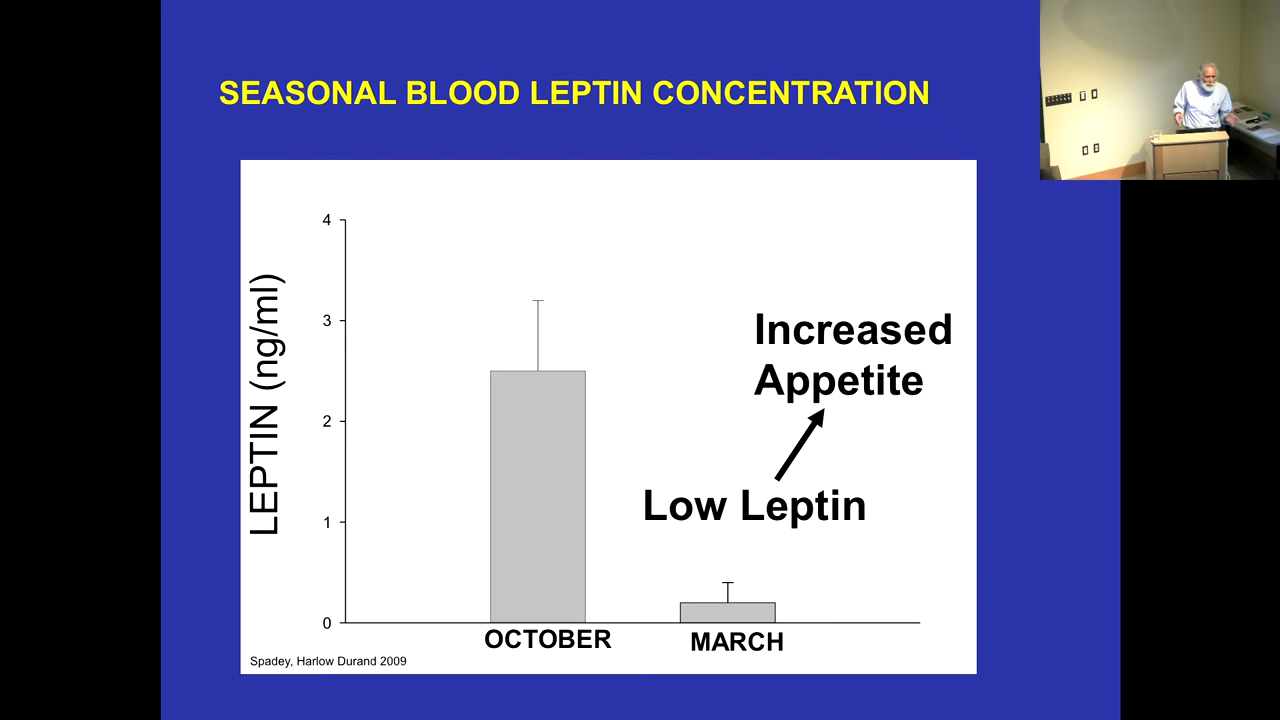 SEASONAL BLOOD LEPTIN CONCENTRATION
LEPTIN (ng/ml)
4
3
2
1
0
Increased
Appetite
Low Leptin
OCTOBER
MARCH
Spadey, Harlow Durand 2009